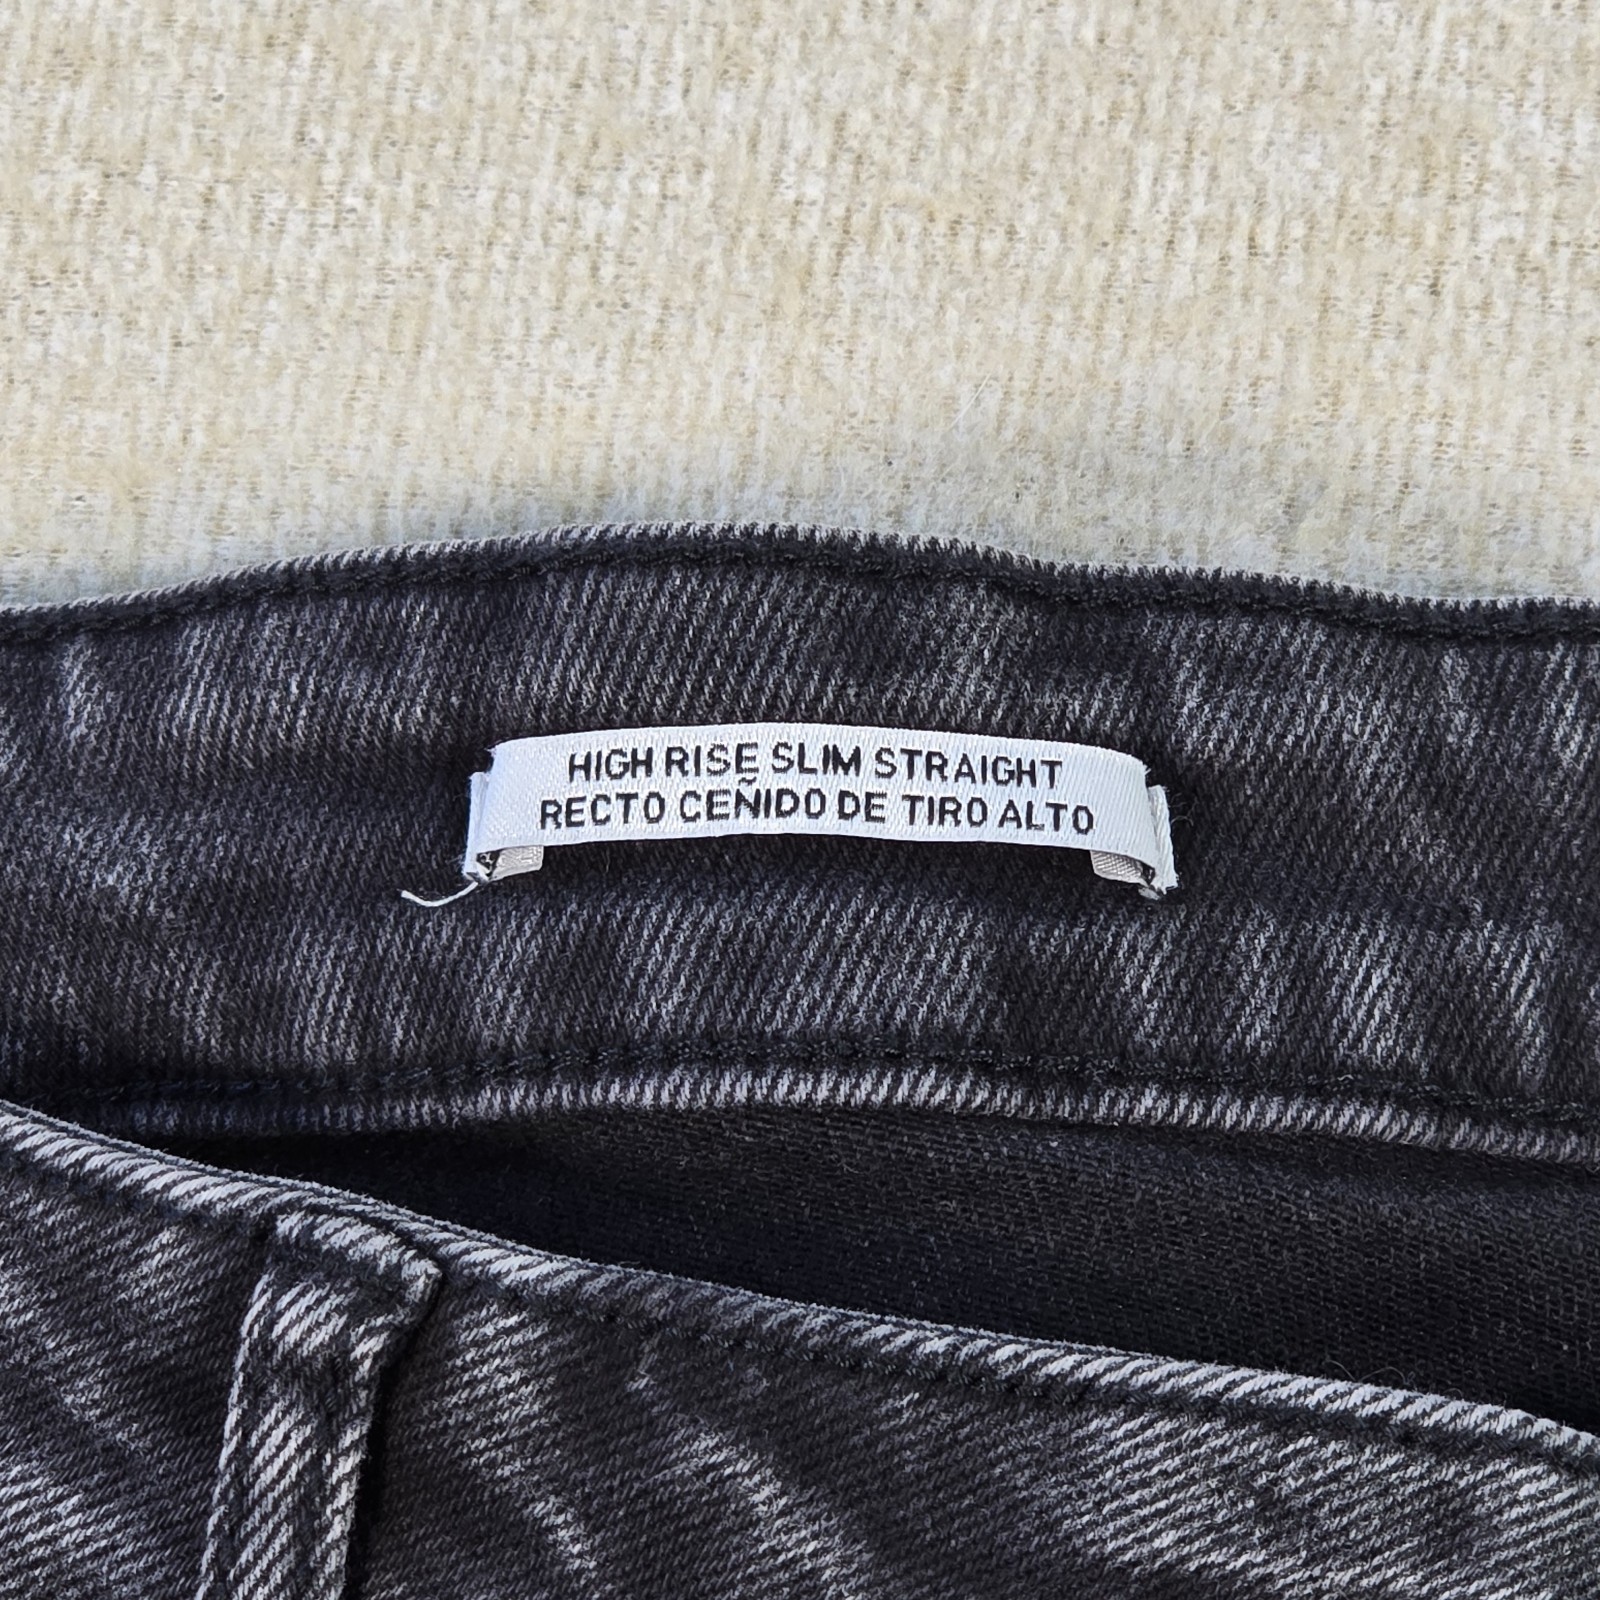 HIGH RISE SLIM STRAIGHT
RECTO CEÑIDO DE TIRO ALTO